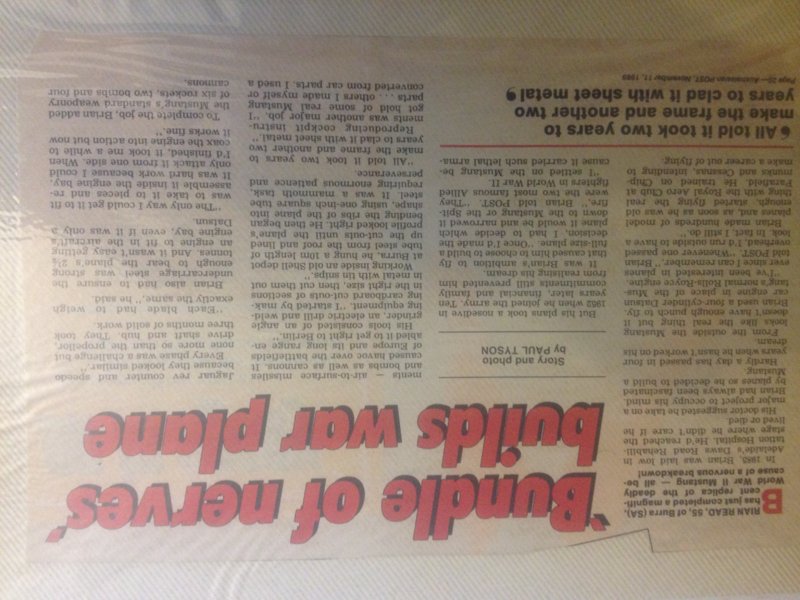 'Bundle of nerves'
builds war plane
BRIAN READ, 55, of Burra (SA),
has just completed a magnifi-
cent replica of the deadly
World War II Mustang — all be-
cause of a nervous breakdown!
In 1985, Brian was laid low in
Adelaide's Daws Road Rehabili-
tation Hospital. He'd reached the
stage where he didn't care if he
lived or died.
His doctor suggested he take on a
major project to occupy his mind.
Brian had always been fascinated
by planes so he decided to build a
Mustang.
Hardly a day has passed in four
years when he hasn't worked on his
dream.
From the outside the Mustang
looks like the real thing but it
doesn't have enough punch to fly.
Brian used a four-cylinder Datsun
car engine in place of the Mus-
tang's normal Rolls-Royce engine.
"I've been interested in planes
ever since I can remember," Brian
told POST. "Whenever one passed
overhead, I'd run outside to have a
look. In fact, I still do."
Brian made hundreds of model
planes and, as soon as he was old
enough, started flying the real
thing with the Royal Aero Club at
Parafield. He trained on Chip-
munks and Cessnas, intending to
make a career out of flying.
Story and photo
by PAUL TYSON
But his plans took a nosedive in
1952 when he joined the army. Ten
years later, financial and family
commitments still prevented him
from realising his dream.
It was Brian's ambition to fly
that caused him to choose to build a
full-size plane. "Once I'd made the
decision, I had to decide which
plane it would be and narrowed it
down to the Mustang or the Spit-
fire," Brian told POST. "They
were the two most famous Allied
fighters in World War II.
"I settled on the Mustang be-
cause it carried such lethal arma-
ments — air-to-surface missiles
and bombs as well as cannons. It
caused havoc over the battlefields
of Europe and its long range en-
abled it to get right to Berlin."
His tools consisted of an angle
grinder, an electric drill and weld-
ing equipment. "I started by mak-
ing cardboard cut-outs of sections
in the right size, then cut them out
in metal with tin snips."
Working inside an old Shell depot
at Burra, he hung a 10m length of
tube steel from the roof and lined
up the cut-outs until the plane's
profile looked right. He then began
bending the ribs of the plane into
shape, using one-inch square tube
steel. It was a mammoth task,
requiring enormous patience and
perseverance.
"All told it took two years to
make the frame and another two
years to clad it with sheet metal."
Reproducing cockpit instru-
ments was another major job. "I
got hold of some real Mustang
parts ... others I made myself or
converted from car parts. I used a
Jaguar rev counter and speedo
because they looked similar."
Every phase was a challenge but
none more so than the propellor,
drive shaft and hub. They took
three months of solid work.
"Each blade had to weigh
exactly the same," he said.
Brian also had to ensure the
undercarriage steel was strong
enough to bear the plane's 2½
tonnes. And it wasn't easy getting
an engine to fit in the aircraft's
engine bay, even if it was only a
Datsun.
"The only way I could get it to fit
was to take it to pieces and re-
assemble it inside the engine bay.
It was hard work because I could
only attack it from one side. When
I'd finished, it took me a while to
coax the engine into action but now
it works fine."
To complete the job, Brian added
the Mustang's standard weaponry
of six rockets, two bombs and four
cannons.
❛All told it took two years to
make the frame and another two
years to clad it with sheet metal❜
Page 20—Australasian POST, November 11, 1989